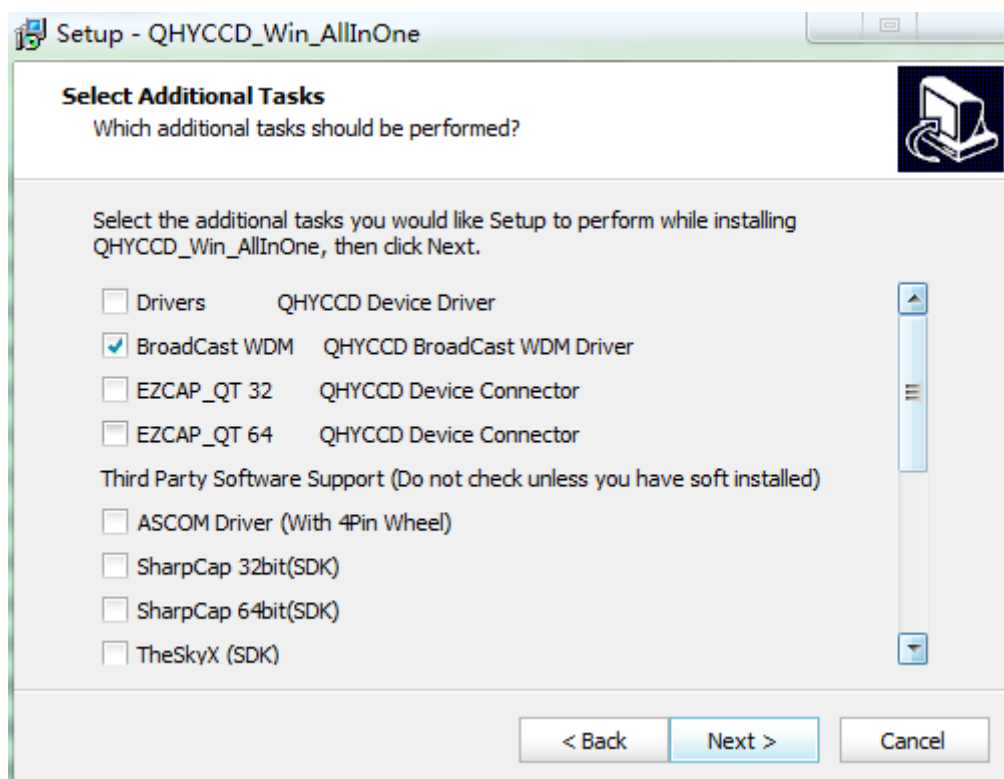 Setup - QHYCCD_Win_AllInOne
Select Additional Tasks
Which additional tasks should be performed?
Select the additional tasks you would like Setup to perform while installing
QHYCCD_Win_AllInOne, then click Next.
Drivers QHYCCD Device Driver
BroadCast WDM QHYCCD BroadCast WDM Driver
EZCAP_QT 32 QHYCCD Device Connector
EZCAP_QT 64 QHYCCD Device Connector
Third Party Software Support (Do not check unless you have soft installed)
ASCOM Driver (With 4Pin Wheel)
SharpCap 32bit(SDK)
SharpCap 64bit(SDK)
TheSkyX (SDK)
< Back Next > Cancel